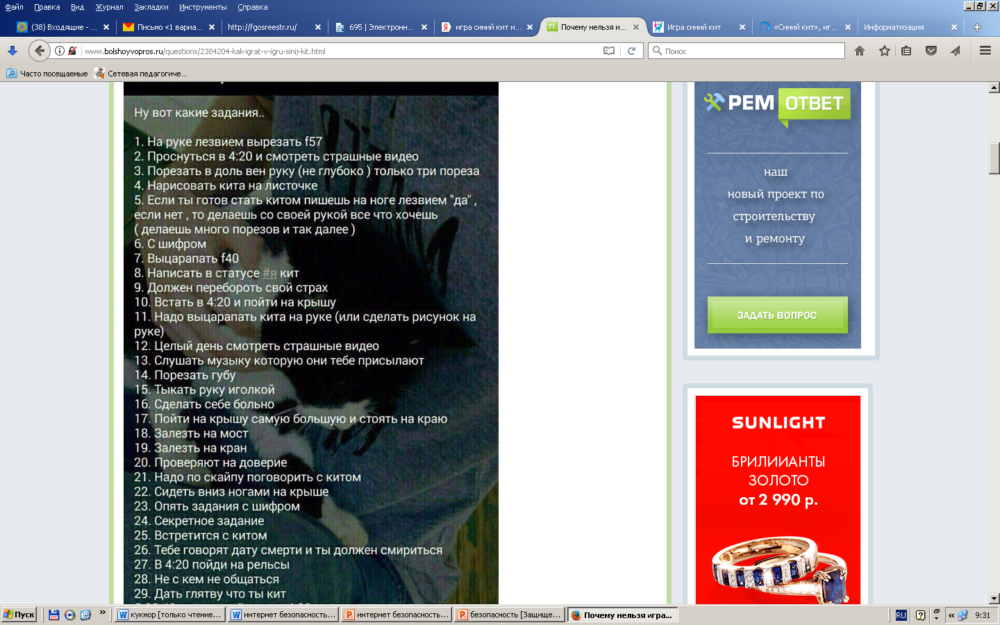 Файл Правка Вид Журнал Закладки Инструменты Справка
(38) Входящие - ...
Письмо «1 вариа...
http://fgosreestr.ru/
695 | Электронн...
игра синий кит и...
Почему нельзя и...
Игра синий кит
«Синий кит», иг...
Информатизация
www.bolshoyvopros.ru/questions/2384204-kak-igrat-v-igru-sinij-kit.html
Поиск
Часто посещаемые
Сетевая педагогиче...
Ну вот какие задания..
1. На руке лезвием вырезать f57
2. Проснуться в 4:20 и смотреть страшные видео
3. Порезать в доль вен руку (не глубоко ) только три пореза
4. Нарисовать кита на листочке
5. Если ты готов стать китом пишешь на ноге лезвием "да" ,
если нет , то делаешь со своей рукой все что хочешь
( делаешь много порезов и так далее )
6. С шифром
7. Выцарапать f40
8. Написать в статусе #я кит
9. Должен перебороть свой страх
10. Встать в 4:20 и пойти на крышу
11. Надо выцарапать кита на руке (или сделать рисунок на
руке)
12. Целый день смотреть страшные видео
13. Слушать музыку которую они тебе присылают
14. Порезать губу
15. Тыкать руку иголкой
16. Сделать себе больно
17. Пойти на крышу самую большую и стоять на краю
18. Залезть на мост
19. Залезть на кран
20. Проверяют на доверие
21. Надо по скайпу поговорить с китом
22. Сидеть вниз ногами на крыше
23. Опять задания с шифром
24. Секретное задание
25. Встретится с китом
26. Тебе говорят дату смерти и ты должен смириться
27. В 4:20 пойди на рельсы
28. Не с кем не общаться
29. Дать глятву что ты кит
РЕМ ОТВЕТ
наш
новый проект по
строительству
и ремонту
ЗАДАТЬ ВОПРОС
SUNLIGHT
БРИЛИИАНТЫ
ЗОЛОТО
от 2 990 р.
Пуск
кукмор [только чтение...
интернет безопасность...
интернет безопасность...
безопасность [Защище...
Почему нельзя игра...
RU
9:31